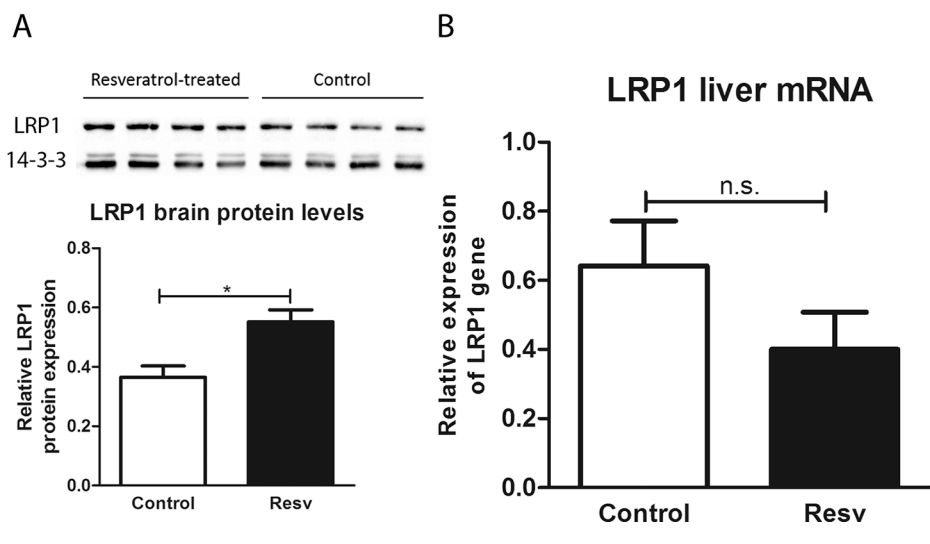 A
Resveratrol-treated Control
LRP1
14-3-3
LRP1 brain protein levels
Relative LRP1
protein expression
0.8
0.6
0.4
0.2
0.0
*
Control Resv
B
LRP1 liver mRNA
Relative expression
of LRP1 gene
1.0
0.8
0.6
0.4
0.2
0.0
n.s.
Control Resv